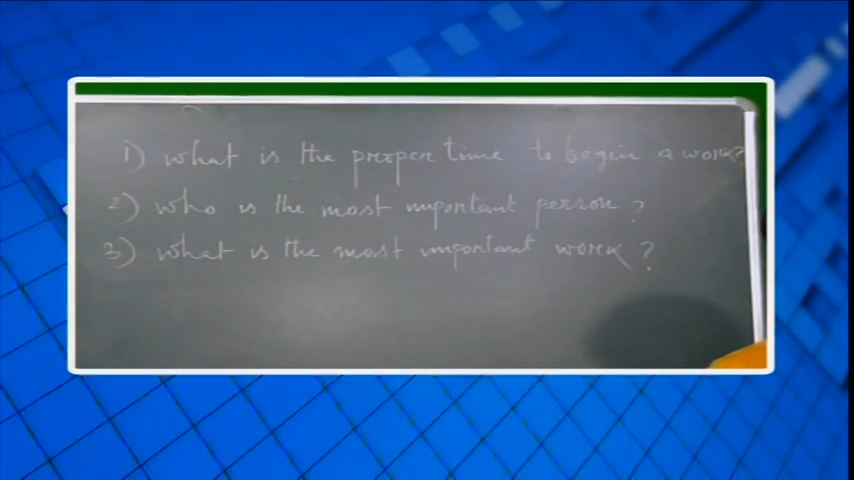 1) what is the proper time to begin a work?
2) who is the most important person?
3) what is the most important work?